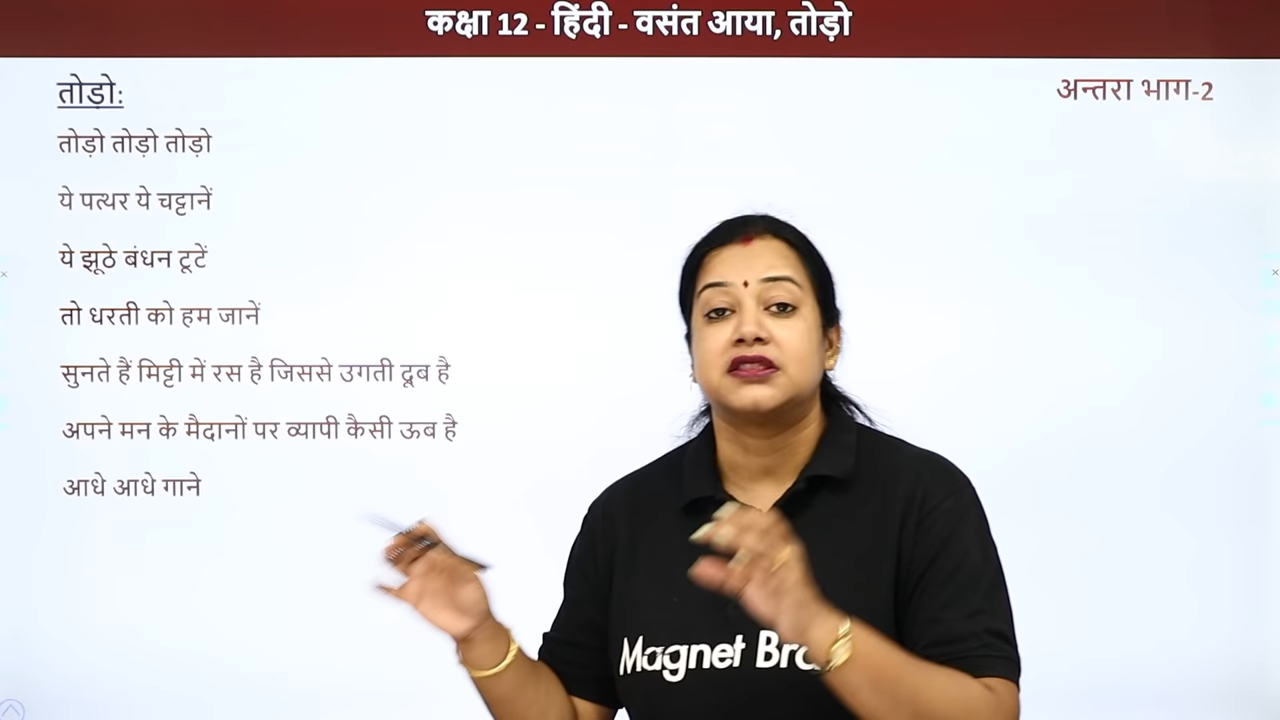 कक्षा 12 - हिंदी - वसंत आया, तोड़ो
तोड़ो:
अन्तरा भाग-2
तोड़ो तोड़ो तोड़ो
ये पत्थर ये चट्टानें
ये झूठे बंधन टूटें
तो धरती को हम जानें
सुनते हैं मिट्टी में रस है जिससे उगती दूब है
अपने मन के मैदानों पर व्यापी कैसी ऊब है
आधे आधे गाने
Magnet